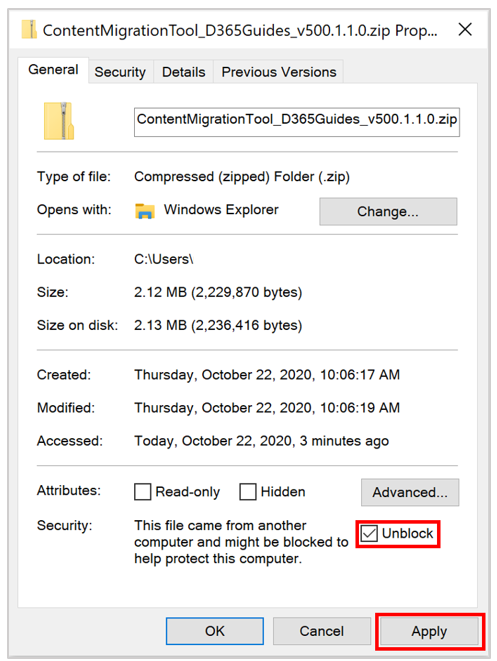 ContentMigrationTool_D365Guides_v500.1.1.0.zip Prop...
General Security Details Previous Versions
ContentMigrationTool_D365Guides_v500.1.1.0.zip
Type of file: Compressed (zipped) Folder (.zip)
Opens with: Windows Explorer Change...
Location: C:\Users\
Size: 2.12 MB (2,229,870 bytes)
Size on disk: 2.13 MB (2,236,416 bytes)
Created: Thursday, October 22, 2020, 10:06:17 AM
Modified: Thursday, October 22, 2020, 10:06:19 AM
Accessed: Today, October 22, 2020, 3 minutes ago
Attributes: Read-only Hidden Advanced...
Security: This file came from another
computer and might be blocked to
help protect this computer.
Unblock
OK Cancel Apply